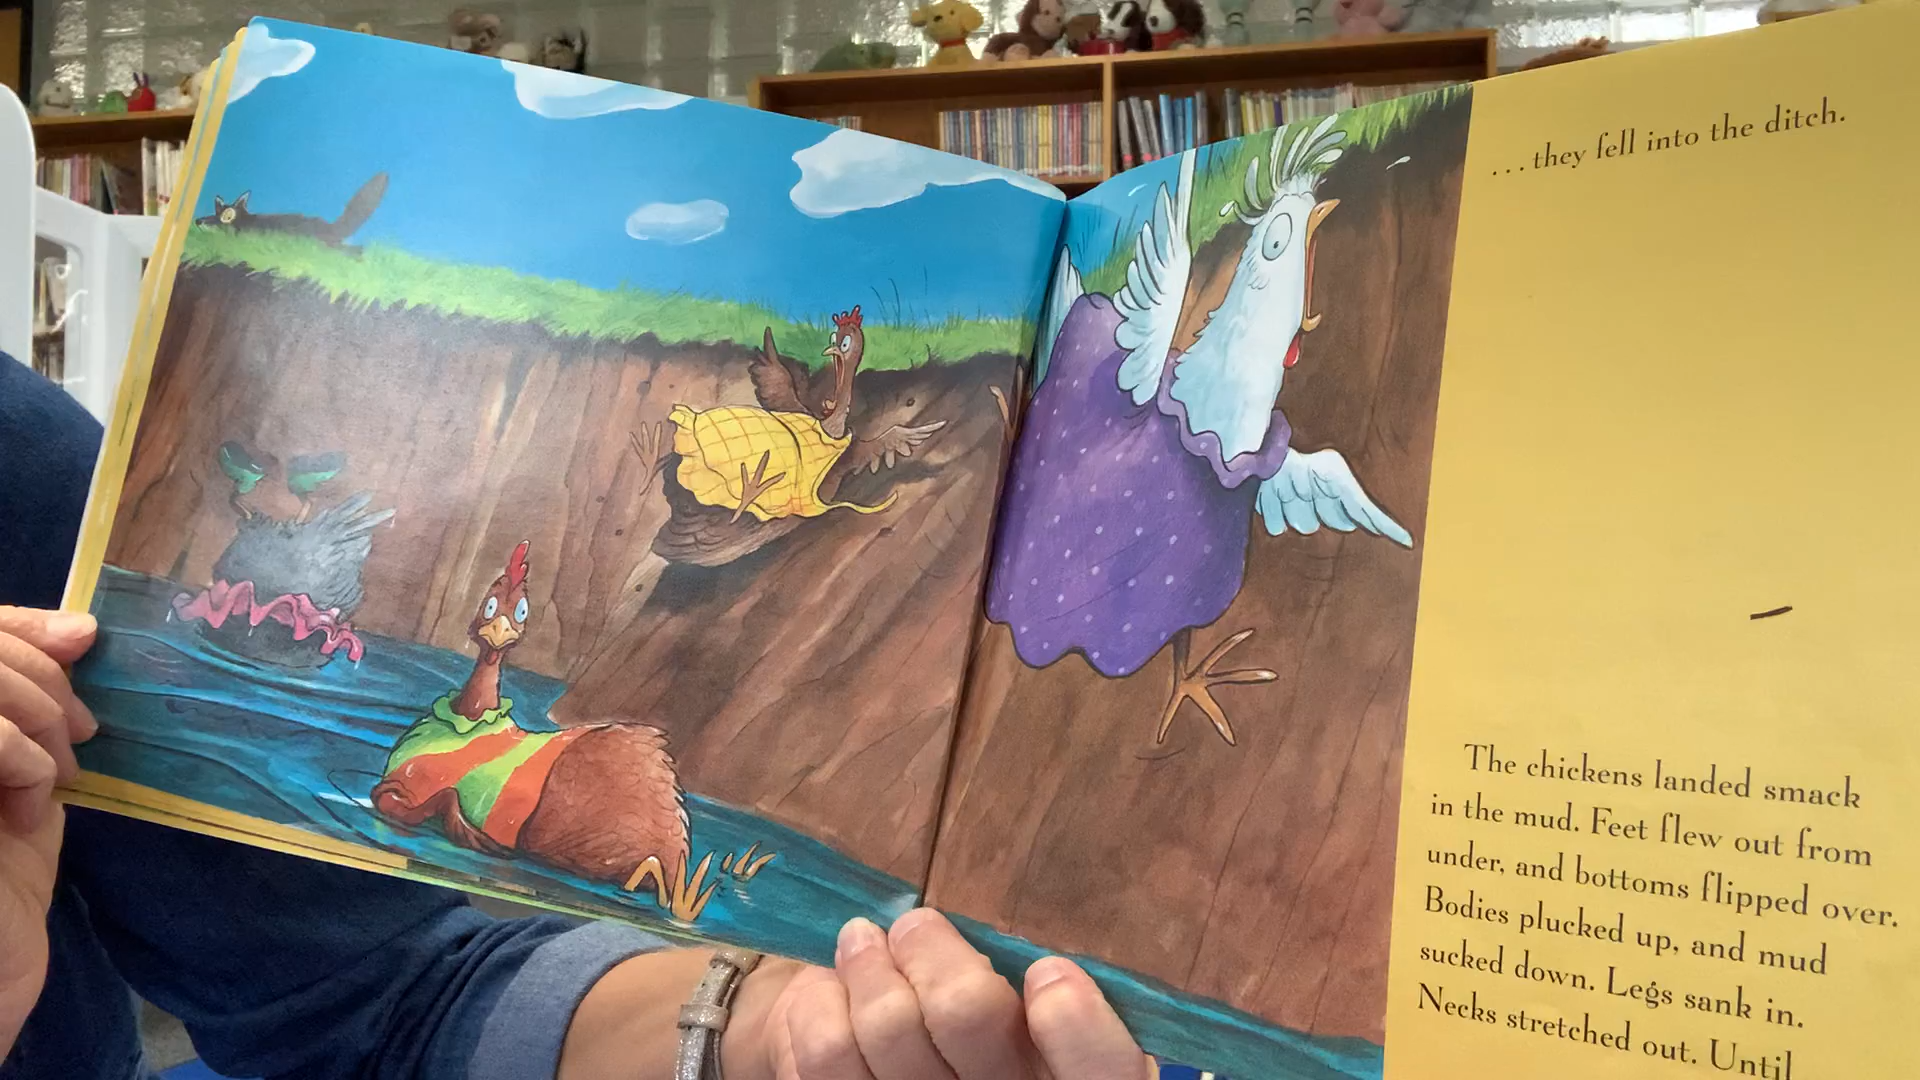 ...they fell into the ditch.
The chickens landed smack
in the mud. Feet flew out from
under, and bottoms flipped over.
Bodies plucked up, and mud
sucked down. Legs sank in.
Necks stretched out. Until